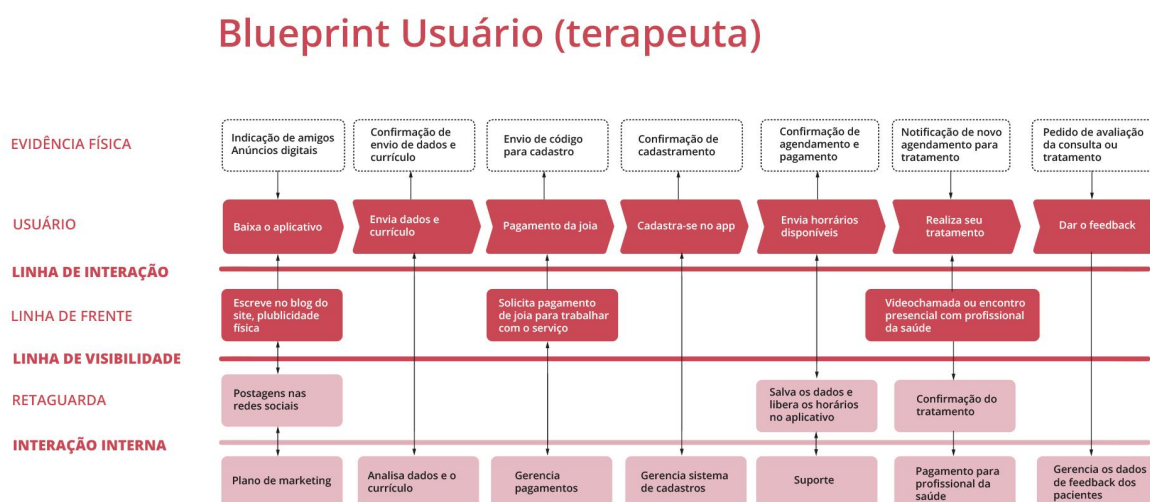 Blueprint Usuário (terapeuta)
EVIDÊNCIA FÍSICA
Indicação de amigos
Anúncios digitais
Confirmação de
envio de dados e
currículo
Envio de código
para cadastro
Confirmação de
cadastramento
Confirmação de
agendamento e
pagamento
Notificação de novo
agendamento para
tratamento
Pedido de avaliação
da consulta ou
tratamento
USUÁRIO
Baixa o aplicativo
Envia dados e
currículo
Pagamento da joia
Cadastra-se no app
Envia horrários
disponíveis
Realiza seu
tratamento
Dar o feedback
LINHA DE INTERAÇÃO
LINHA DE FRENTE
Escreve no blog do
site, plublicidade
física
Solicita pagamento
de joia para trabalhar
com o serviço
Videochamada ou encontro
presencial com profissional
da saúde
LINHA DE VISIBILIDADE
RETAGUARDA
Postagens nas
redes sociais
Salva os dados e
libera os horários
no aplicativo
Confirmação do
tratamento
INTERAÇÃO INTERNA
Plano de marketing
Analisa dados e o
currículo
Gerencia
pagamentos
Gerencia sistema
de cadastros
Suporte
Pagamento para
profissional da
saúde
Gerencia os dados
de feedback dos
pacientes